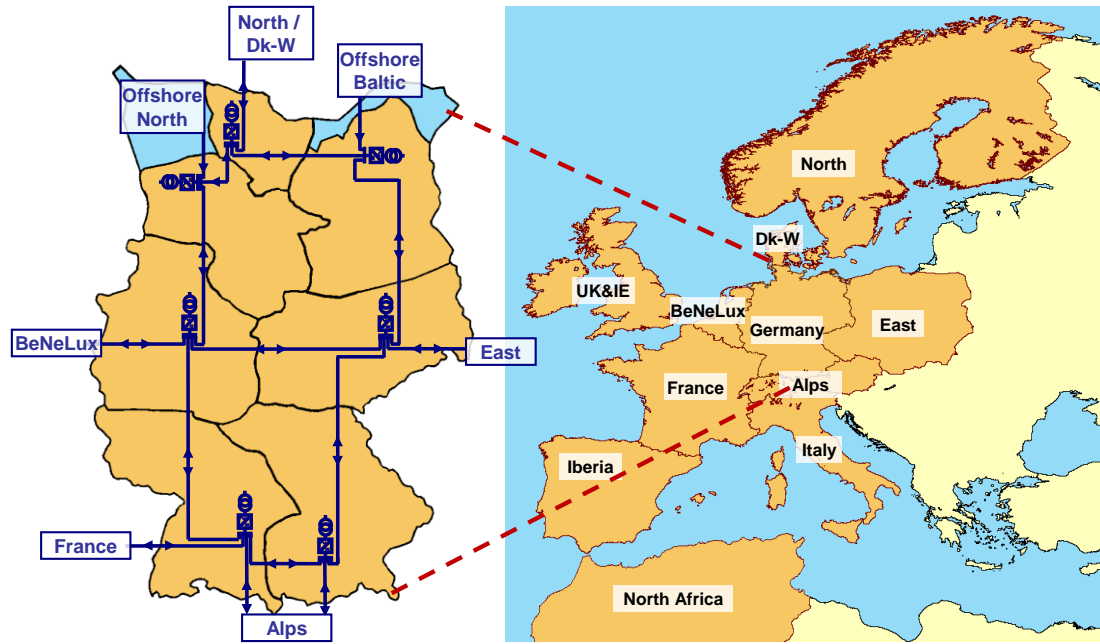 North /
Dk-W
Offshore
Baltic
Offshore
North
BeNeLux
East
France
Alps
North
Dk-W
UK&IE
BeNeLux
Germany
East
France
Alps
Italy
Iberia
North Africa